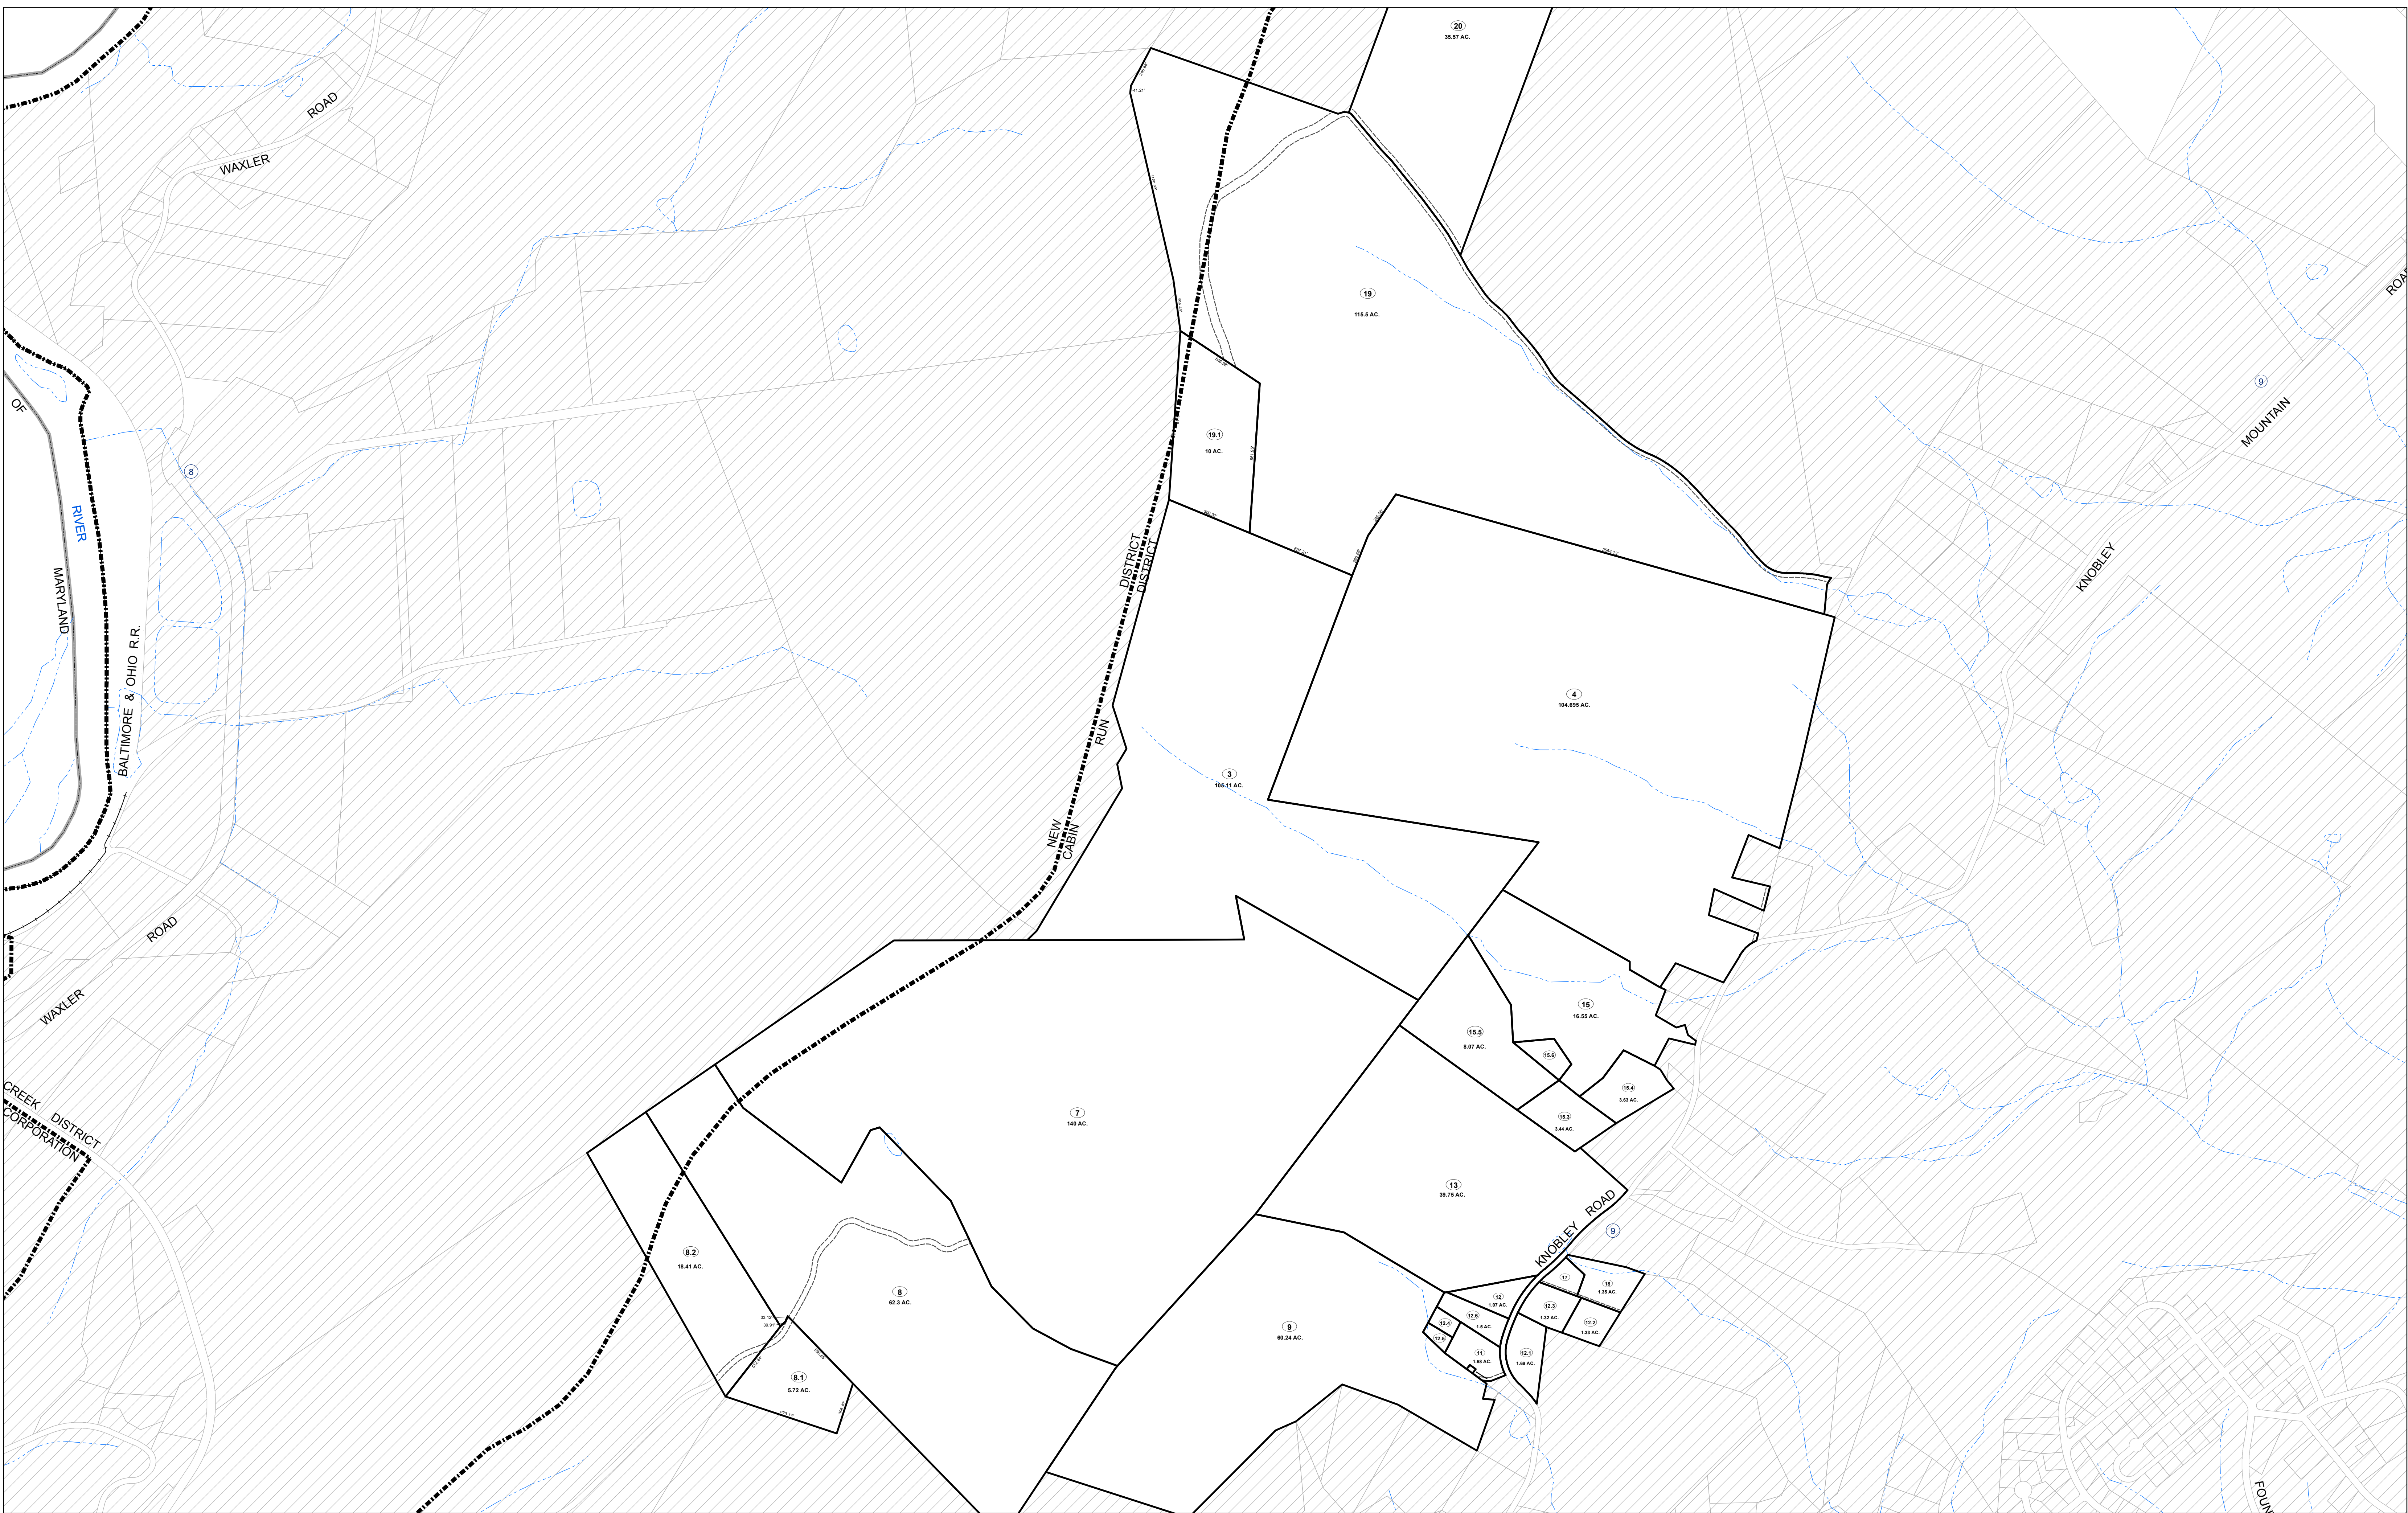 20
35.57 AC.
41.21'
ROAD
WAXLER
19
115.5 AC.
ROAD
9
MOUNTAIN
KNOBLEY
OF
8
RIVER
MARYLAND
BALTIMORE & OHIO R.R.
19.1
10 AC.
DISTRICT
DISTRICT
4
104.695 AC.
RUN
3
105.11 AC.
NEW
CABIN
ROAD
WAXLER
15
16.55 AC.
15.5
8.07 AC.
15.6
15.4
3.63 AC.
15.3
3.44 AC.
CREEK DISTRICT
CORPORATION
7
140 AC.
13
39.75 AC.
KNOBLEY ROAD
9
8.2
18.41 AC.
8
62.3 AC.
33.12'
8.1
5.72 AC.
9
60.24 AC.
17
18
1.35 AC.
12
1.07 AC.
12.3
1.32 AC.
12.2
1.33 AC.
12.6
12.4
12.5
11
1.58 AC.
12.1
1.69 AC.
FOUN